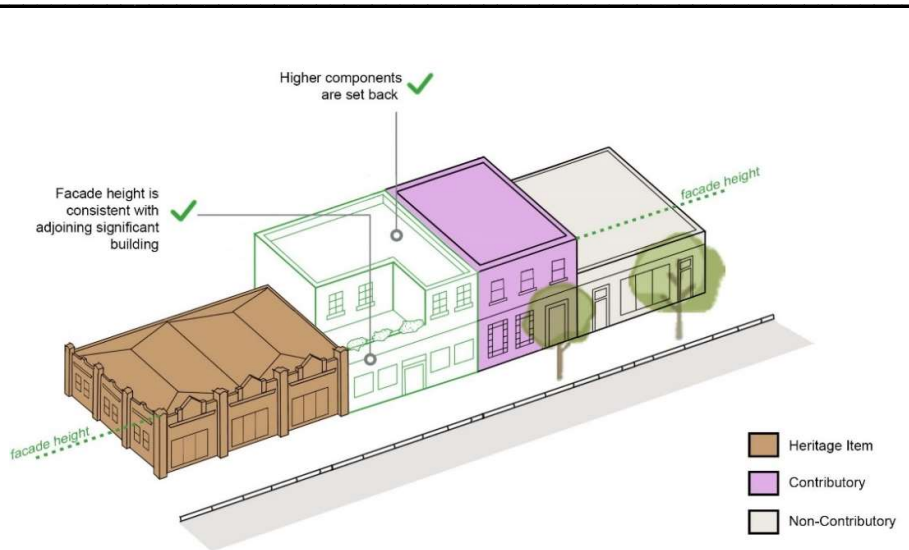 Higher components
are set back
Facade height is
consistent with
adjoining significant
building
facade height
facade height
Heritage Item
Contributory
Non-Contributory